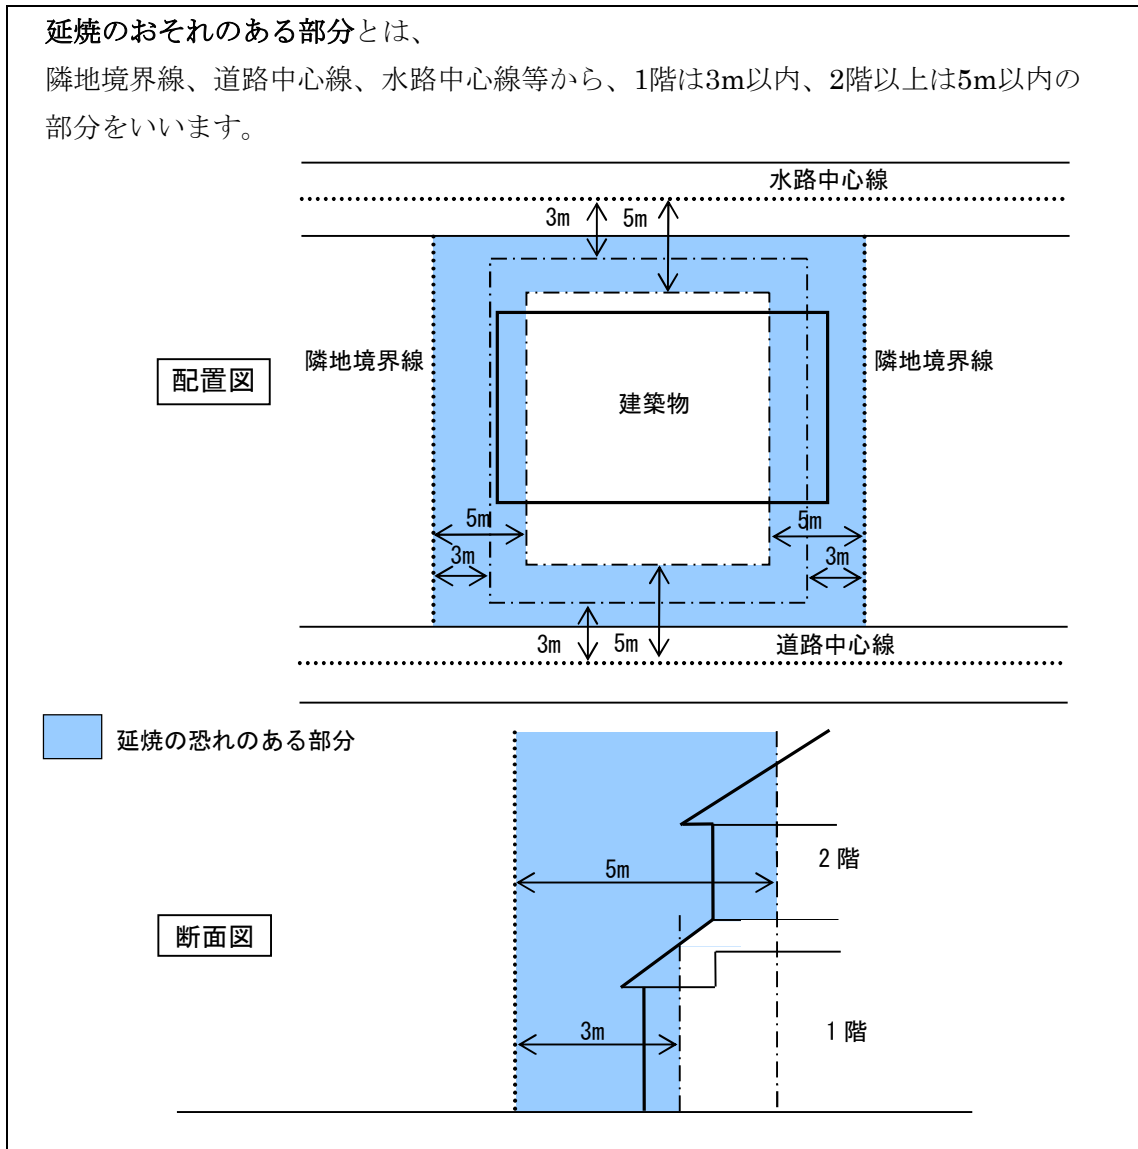 延焼のおそれのある部分とは、
隣地境界線、道路中心線、水路中心線等から、1階は3m以内、2階以上は5m以内の
部分をいいます。
水路中心線
3m
5m
隣地境界線
隣地境界線
配置図
建築物
5m
5m
3m
3m
3m
5m
道路中心線
延焼の恐れのある部分
2階
5m
断面図
3m
1階